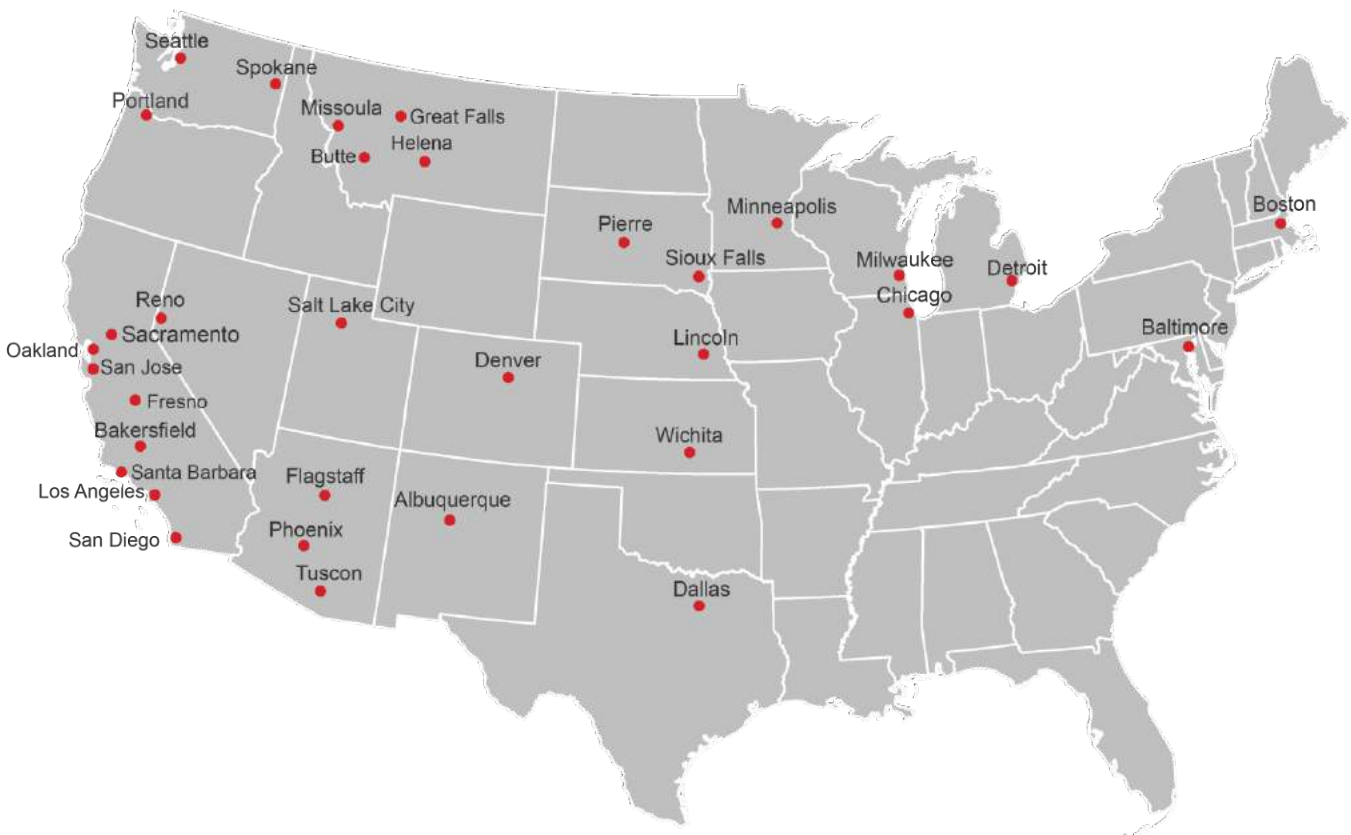 Seattle
Spokane
Portland
Missoula
Great Falls
Helena
Butte
Boston
Minneapolis
Pierre
Sioux Falls
Milwaukee
Detroit
Chicago
Reno
Salt Lake City
Sacramento
Baltimore
Lincoln
Oakland
Denver
San Jose
Fresno
Bakersfield
Wichita
Santa Barbara
Flagstaff
Los Angeles
Albuquerque
Phoenix
San Diego
Tuscon
Dallas